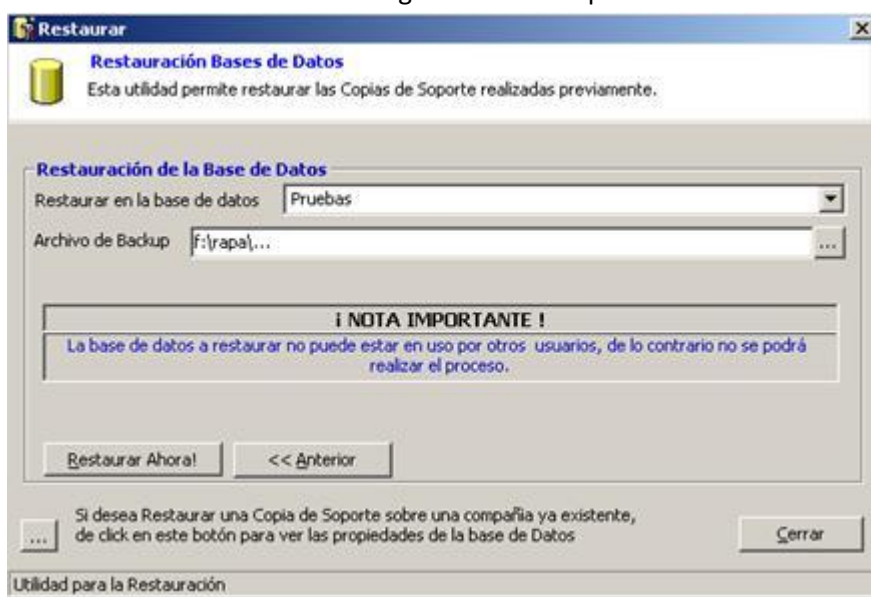 Restaurar
Restauración Bases de Datos
Esta utilidad permite restaurar las Copias de Soporte realizadas previamente.
Restauración de la Base de Datos
Restaurar en la base de datos Pruebas
Archivo de Backup f:\rapa\... ...
¡ NOTA IMPORTANTE !
La base de datos a restaurar no puede estar en uso por otros usuarios, de lo contrario no se podrá
realizar el proceso.
Restaurar Ahora! << Anterior
Si desea Restaurar una Copia de Soporte sobre una compañia ya existente,
... de click en este botón para ver las propiedades de la base de Datos Cerrar
Utilidad para la Restauración